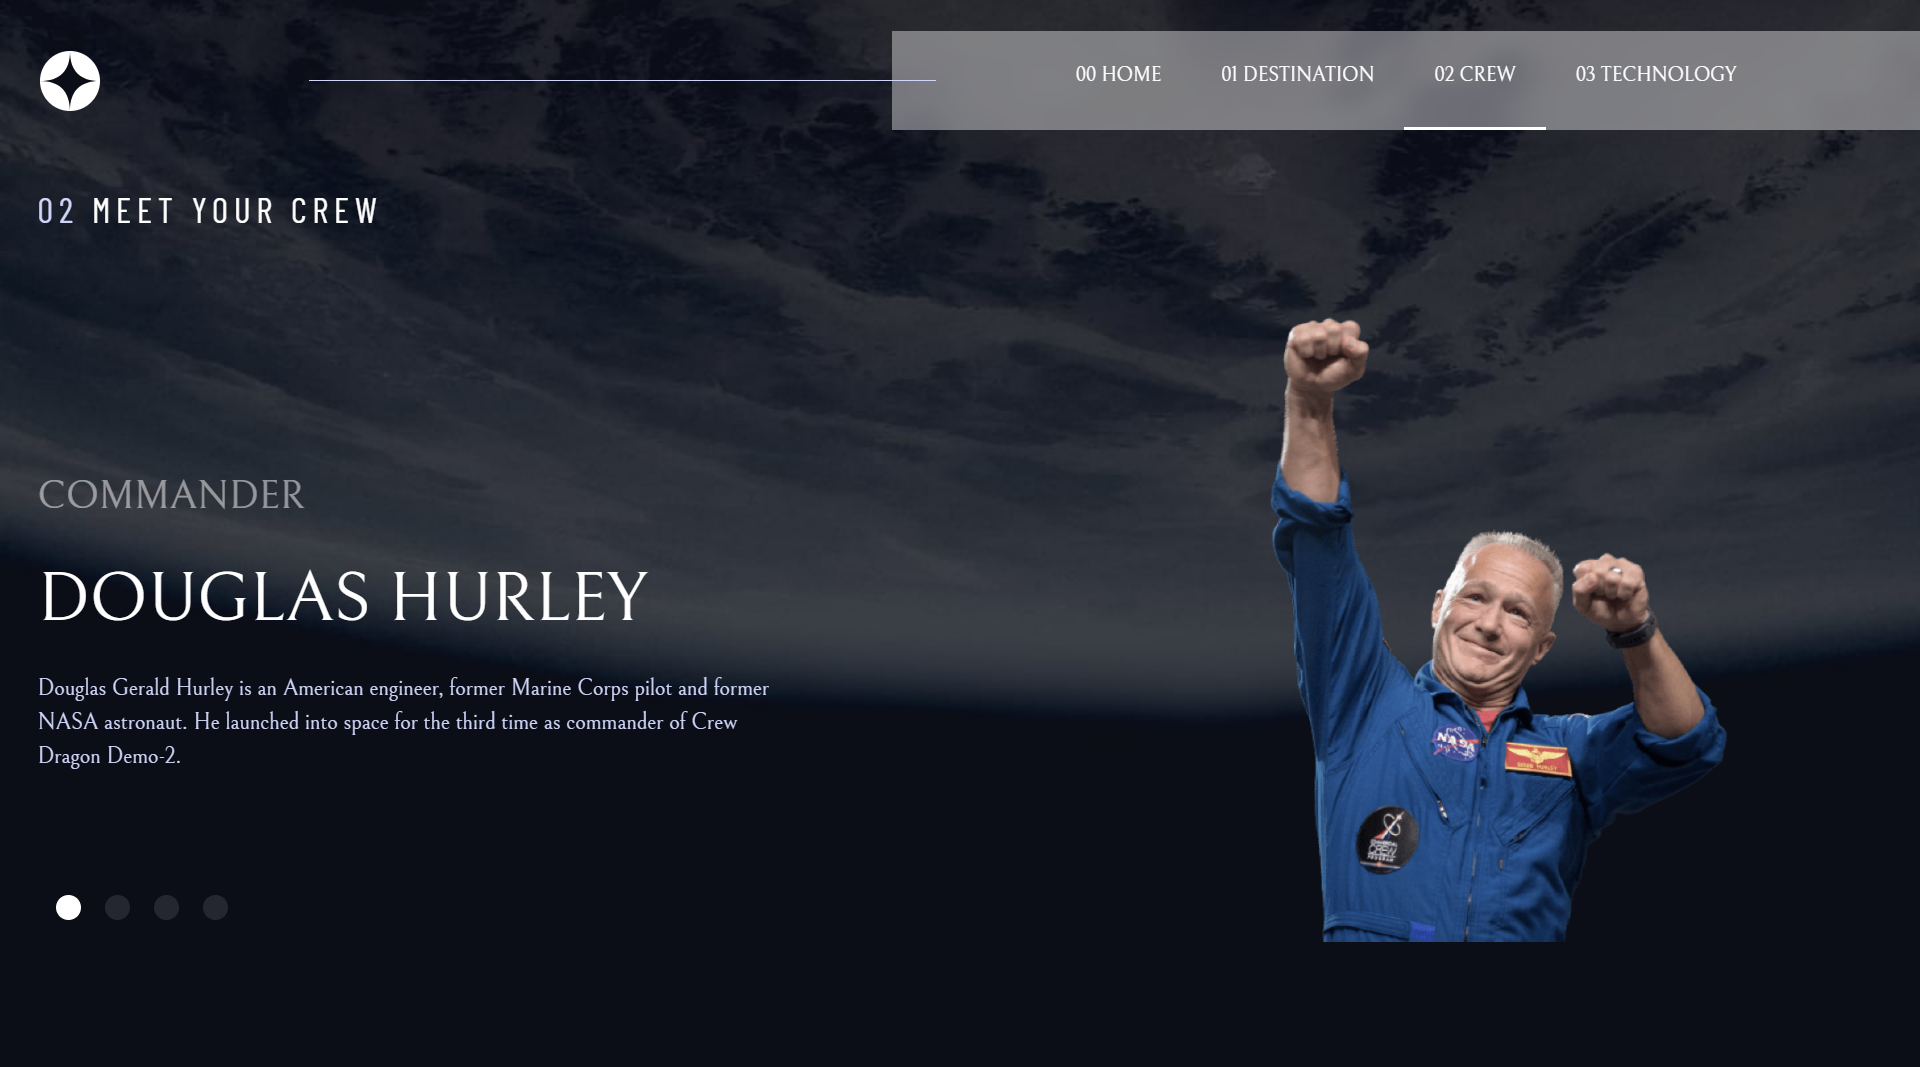 00 HOME 01 DESTINATION 02 CREW 03 TECHNOLOGY
02 MEET YOUR CREW
COMMANDER
DOUGLAS HURLEY
Douglas Gerald Hurley is an American engineer, former Marine Corps pilot and former
NASA astronaut. He launched into space for the third time as commander of Crew
Dragon Demo-2.
NASA
CREW